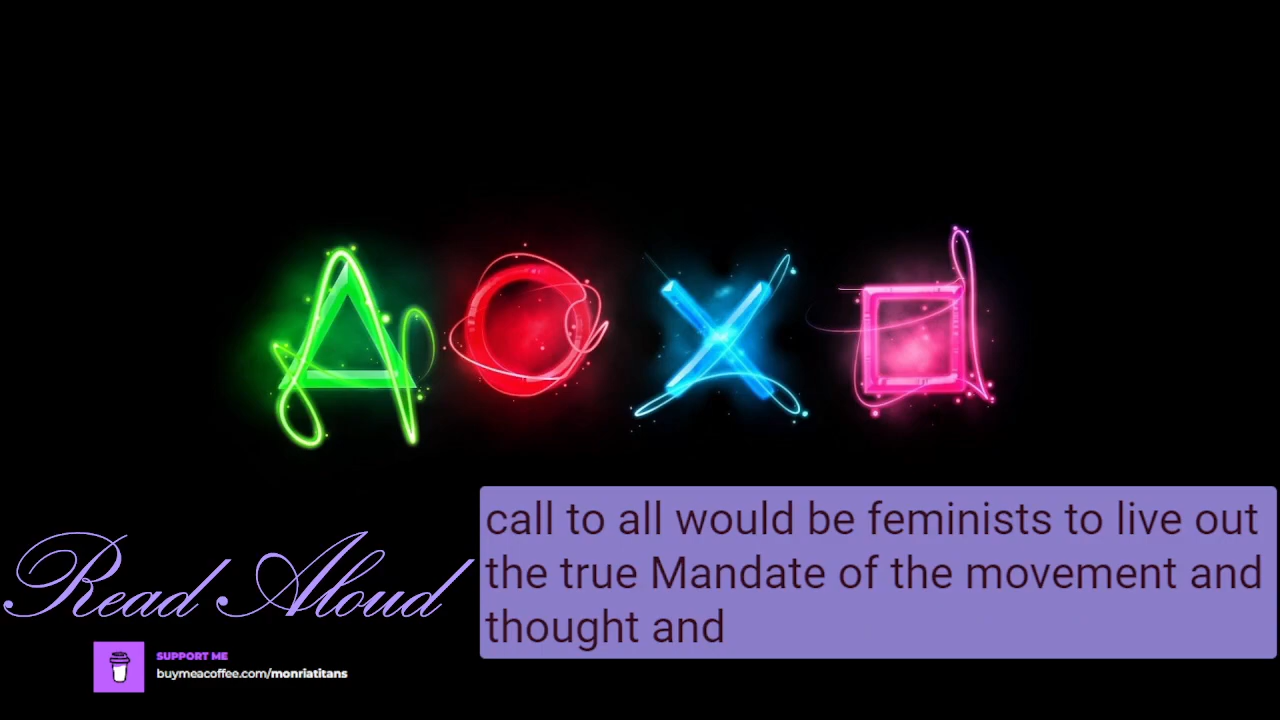 Aoxd
call to all would be feminists to live out
the true Mandate of the movement and
thought and
Read Aloud
SUPPORT ME
buymeacoffee.com/monriatitans